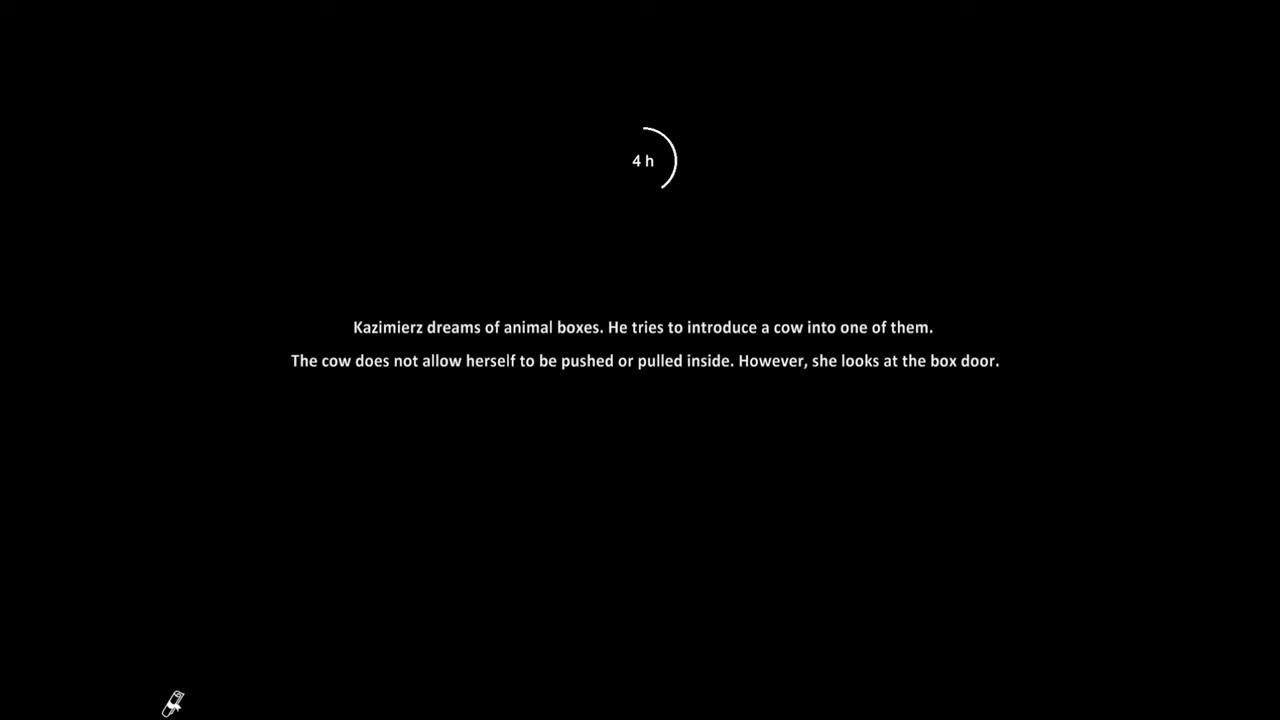 4 h
Kazimierz dreams of animal boxes. He tries to introduce a cow into one of them.
The cow does not allow herself to be pushed or pulled inside. However, she looks at the box door.